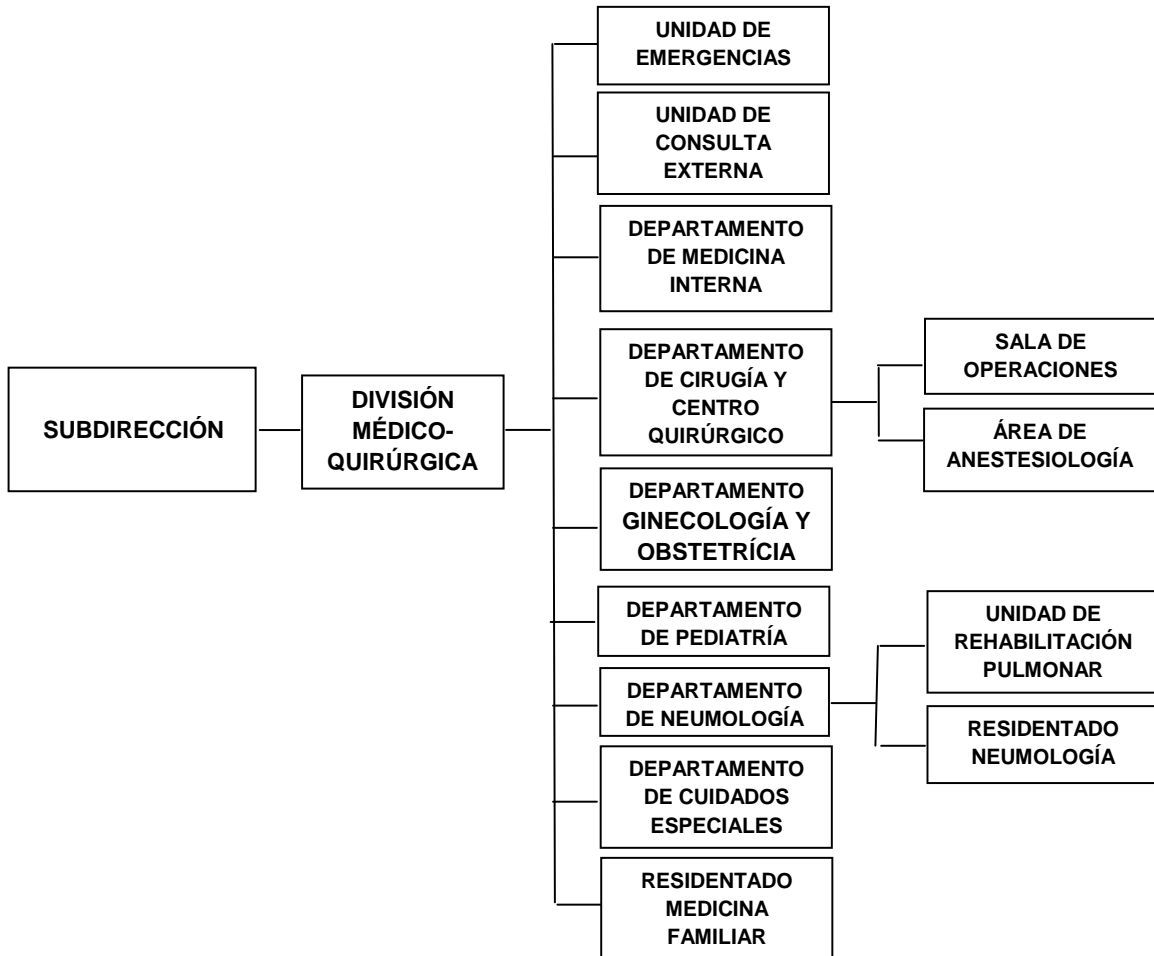 UNIDAD DE
EMERGENCIAS
UNIDAD DE
CONSULTA
EXTERNA
DEPARTAMENTO
DE MEDICINA
INTERNA
DEPARTAMENTO
DE CIRUGÍA Y
CENTRO
QUIRÚRGICO
SALA DE
OPERACIONES
ÁREA DE
ANESTESIOLOGÍA
SUBDIRECCIÓN
DIVISIÓN
MÉDICO-
QUIRÚRGICA
DEPARTAMENTO
GINECOLOGÍA Y
OBSTETRÍCIA
DEPARTAMENTO
DE PEDIATRÍA
DEPARTAMENTO
DE NEUMOLOGÍA
UNIDAD DE
REHABILITACIÓN
PULMONAR
RESIDENTADO
NEUMOLOGÍA
DEPARTAMENTO
DE CUIDADOS
ESPECIALES
RESIDENTADO
MEDICINA
FAMILIAR